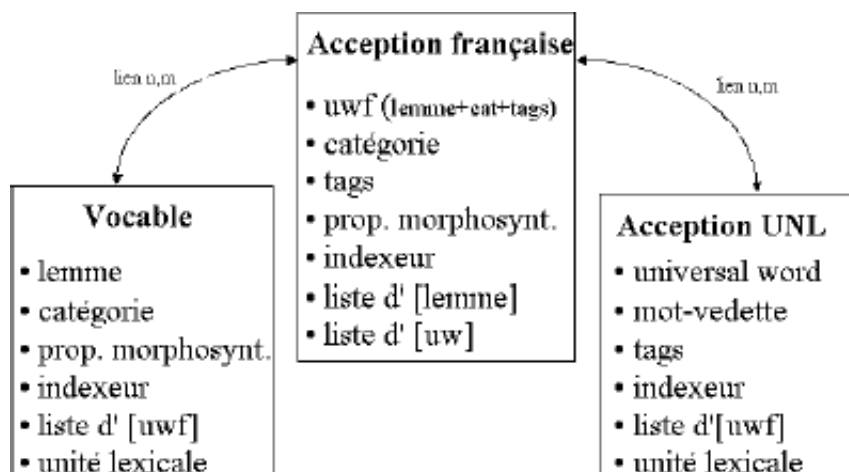 Acception française
lien n,m
lien n,m
• uwf (lemme+cat+tags)
• catégorie
• tags
• prop. morphosynt.
• indexeur
• liste d' [lemme]
• liste d' [uw]
Vocable
• lemme
• catégorie
• prop. morphosynt.
• indexeur
• liste d' [uwf]
• unité lexicale
Acception UNL
• universal word
• mot-vedette
• tags
• indexeur
• liste d'[uwf]
• unité lexicale